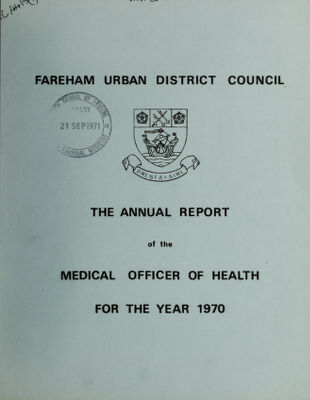 FAREHAM URBAN DISTRICT COUNCIL
21 SEP 1971
THE ANNUAL REPORT
of the
MEDICAL OFFICER OF HEALTH
FOR THE YEAR 1970